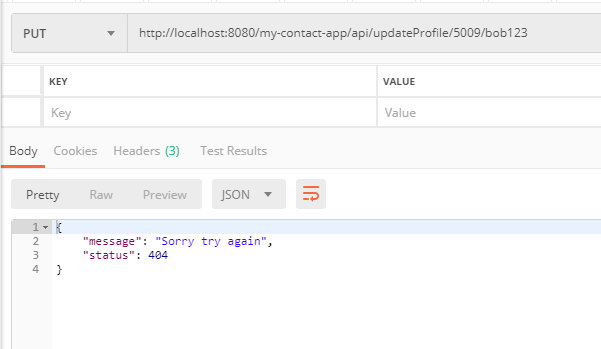 PUT http://localhost:8080/my-contact-app/api/updateProfile/5009/bob123
KEY VALUE
Key Value
Body Cookies Headers (3) Test Results
Pretty Raw Preview JSON
1 {
2 "message": "Sorry try again",
3 "status": 404
4 }